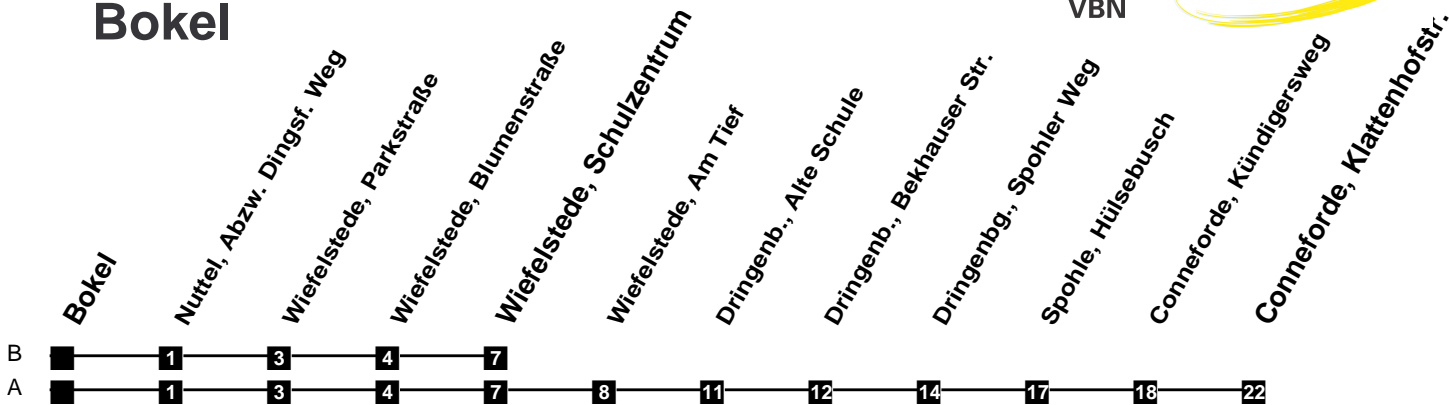 Bokel
VBN
Bokel
Nuttel, Abzw. Dingsf. Weg
Wiefelstede, Parkstraße
Wiefelstede, Blumenstraße
Wiefelstede, Schulzentrum
Wiefelstede, Am Tief
Dringenb., Alte Schule
Dringenb., Bekhauser Str.
Dringenbg., Spohler Weg
Spohle, Hülsebusch
Conneforde, Kündigersweg
Conneforde, Klattenhofstr.
B 1 3 4 7
A 1 3 4 7 8 11 12 14 17 18 22